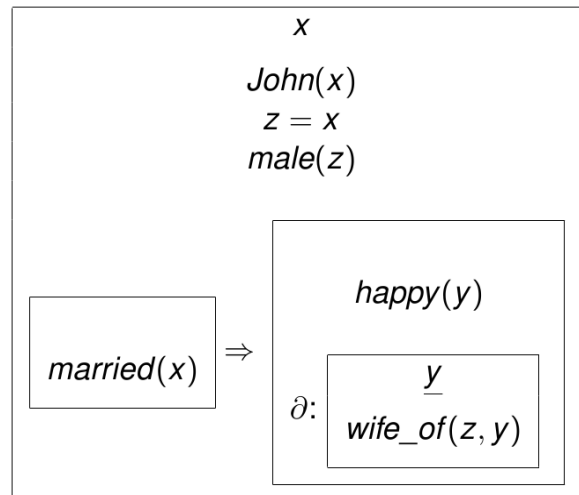 x
John(x)
z = x
male(z)
happy(y)
married(x) ⇒
∂: y
wife_of(z, y)